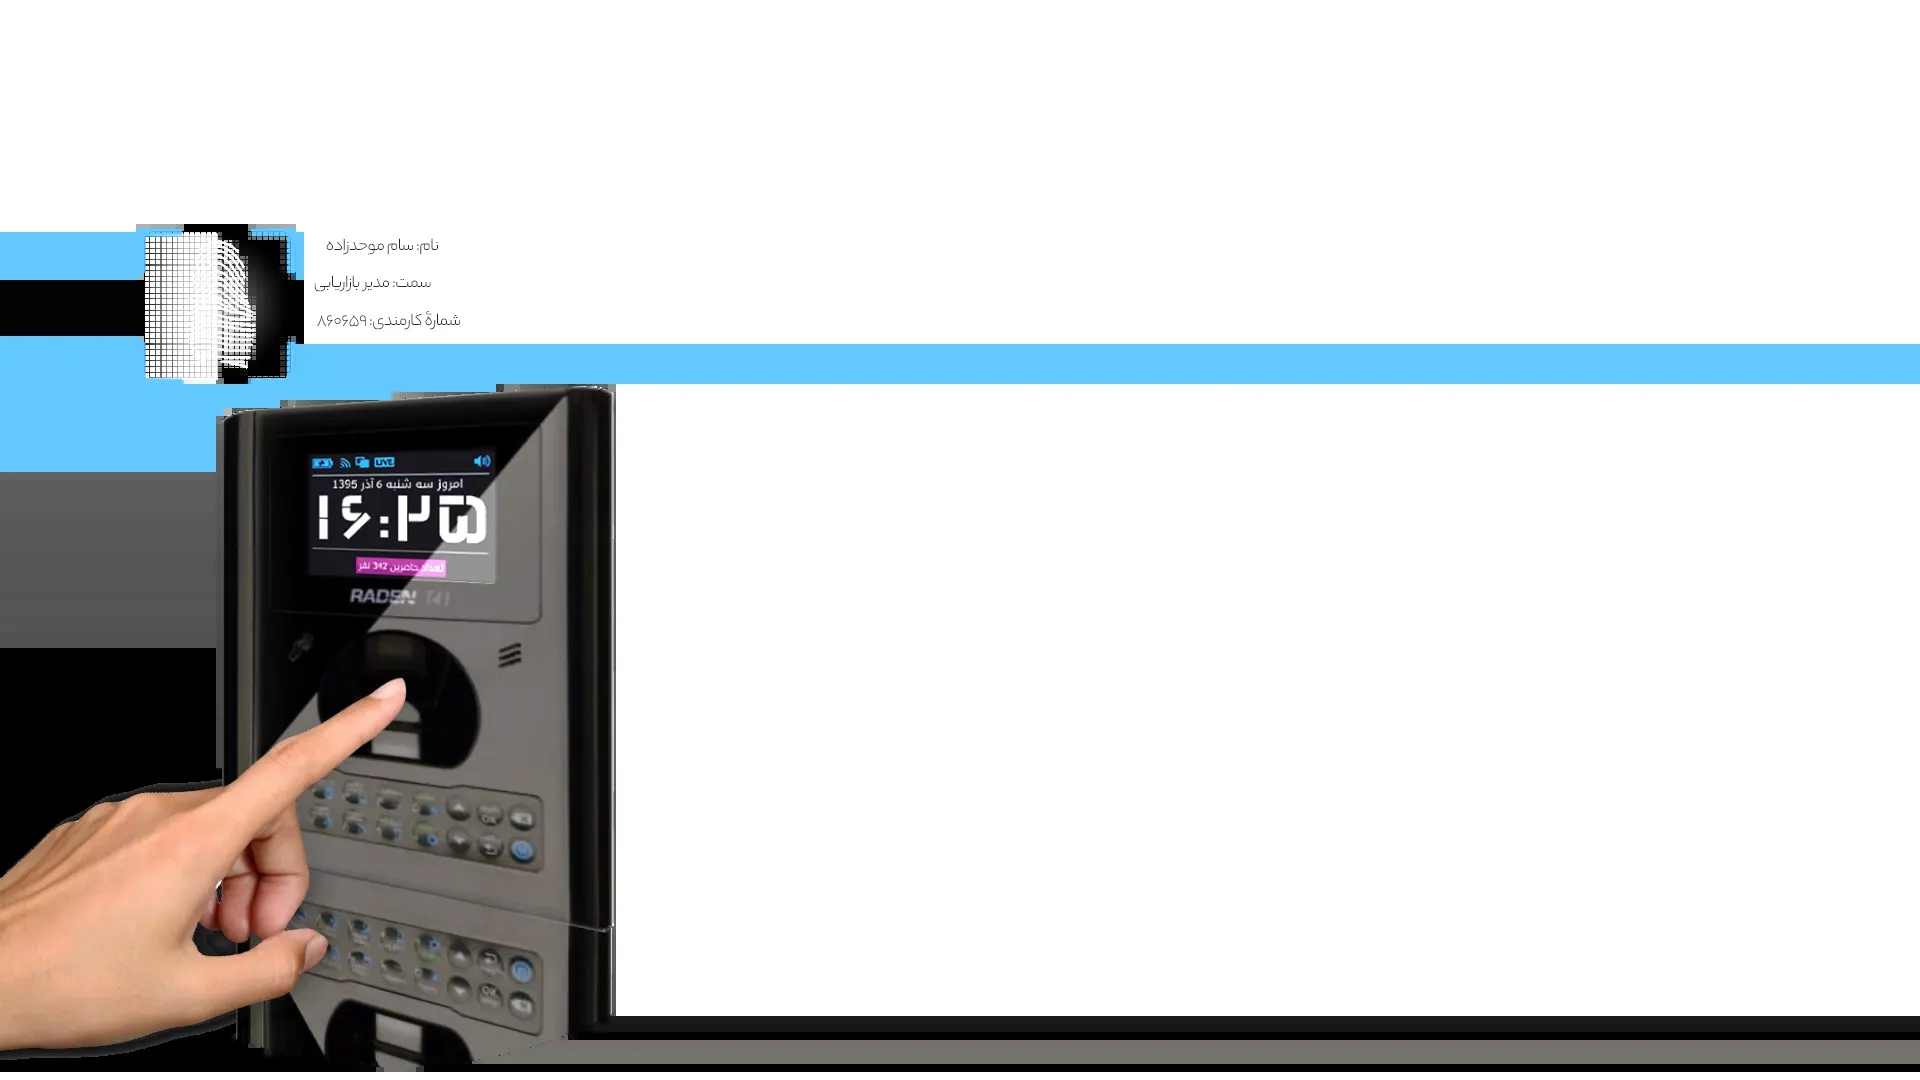 نام: سام موحدزاده
سمت: مدیر بازاریابی
شمارهٔ کارمندی: ۸۶۰۶۵۹
LIVE
امروز سه شنبه 6 آذر 1395
۱۶:۲۵
تعداد حاضرین 342 نفر
RADEN T41
OK
OK